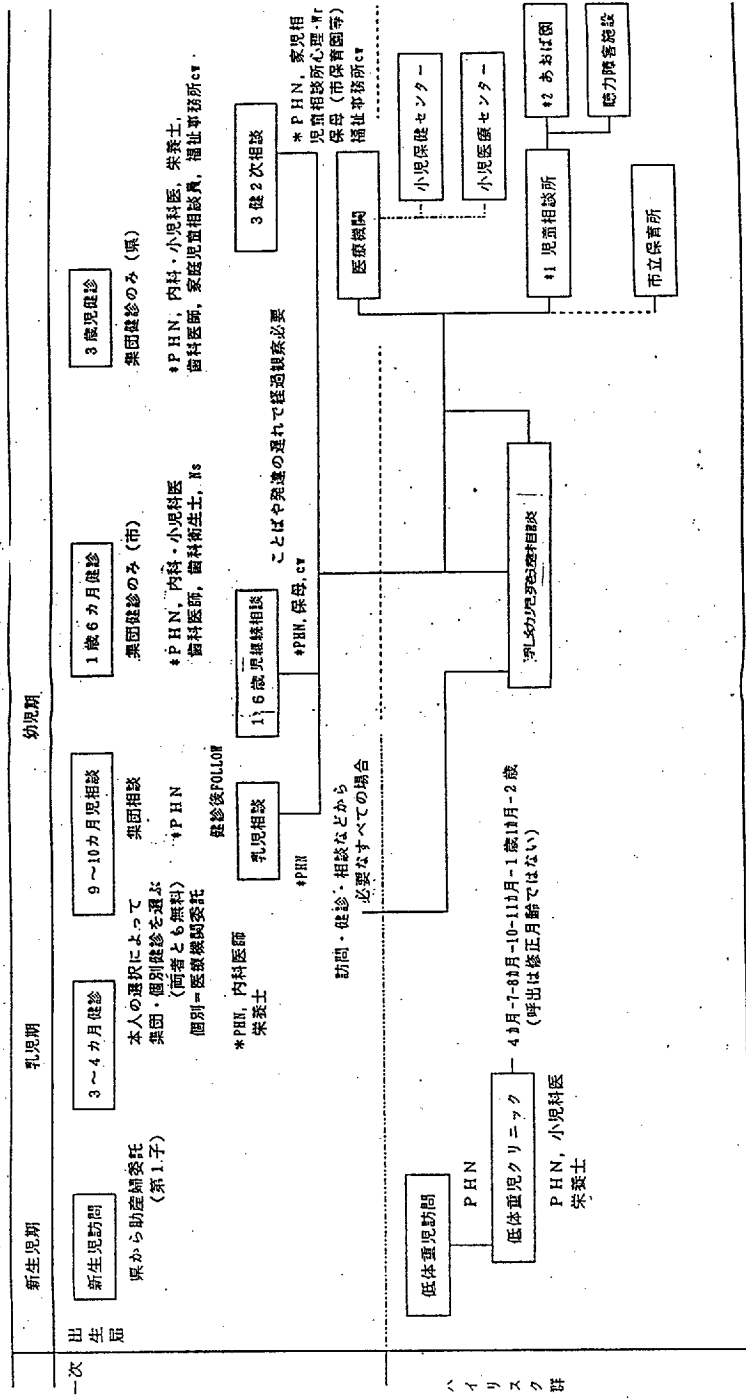 新生児期
乳児期
幼児期
一次
出生届
新生児訪問
県から助産婦委託
(第1子)
3～4カ月健診
本人の選択によって
集団・個別健診を選ぶ
(両者とも無料)
個別＝医療機関委託
*PHN, 内科医師
栄養士
9～10カ月児相談
集団相談
*PHN
健診後FOLLOW
乳児相談
*PHN
1歳6カ月健診
集団健診のみ (市)
*PHN, 内科・小児科医
歯科医師, 歯科衛生士, Ns
1, 6歳児継続相談
*PHN, 保母, cw
ことばや発達の遅れで経過観察必要
3歳児健診
集団健診のみ (県)
*PHN, 内科・小児科医, 栄養士,
歯科医師, 家庭児童相談員, 福祉事務所cw
3健2次相談
*PHN, 家児相
児童相談所心理・Wr
保母 (市保育園等)
福祉事務所cw
訪問・健診・相談などから
必要なすべての場合
ハイリスク群
低体重児訪問
PHN
低体重児クリニック
PHN, 小児科医
栄養士
4カ月-7-8カ月-10-11カ月-1歳1カ月-2歳
(呼出は修正月齢ではない)
乳幼児発達相談
医療機関
小児保健センター
小児医療センター
*1 児童相談所
*2 あおば園
聴力障害施設
市立保育所